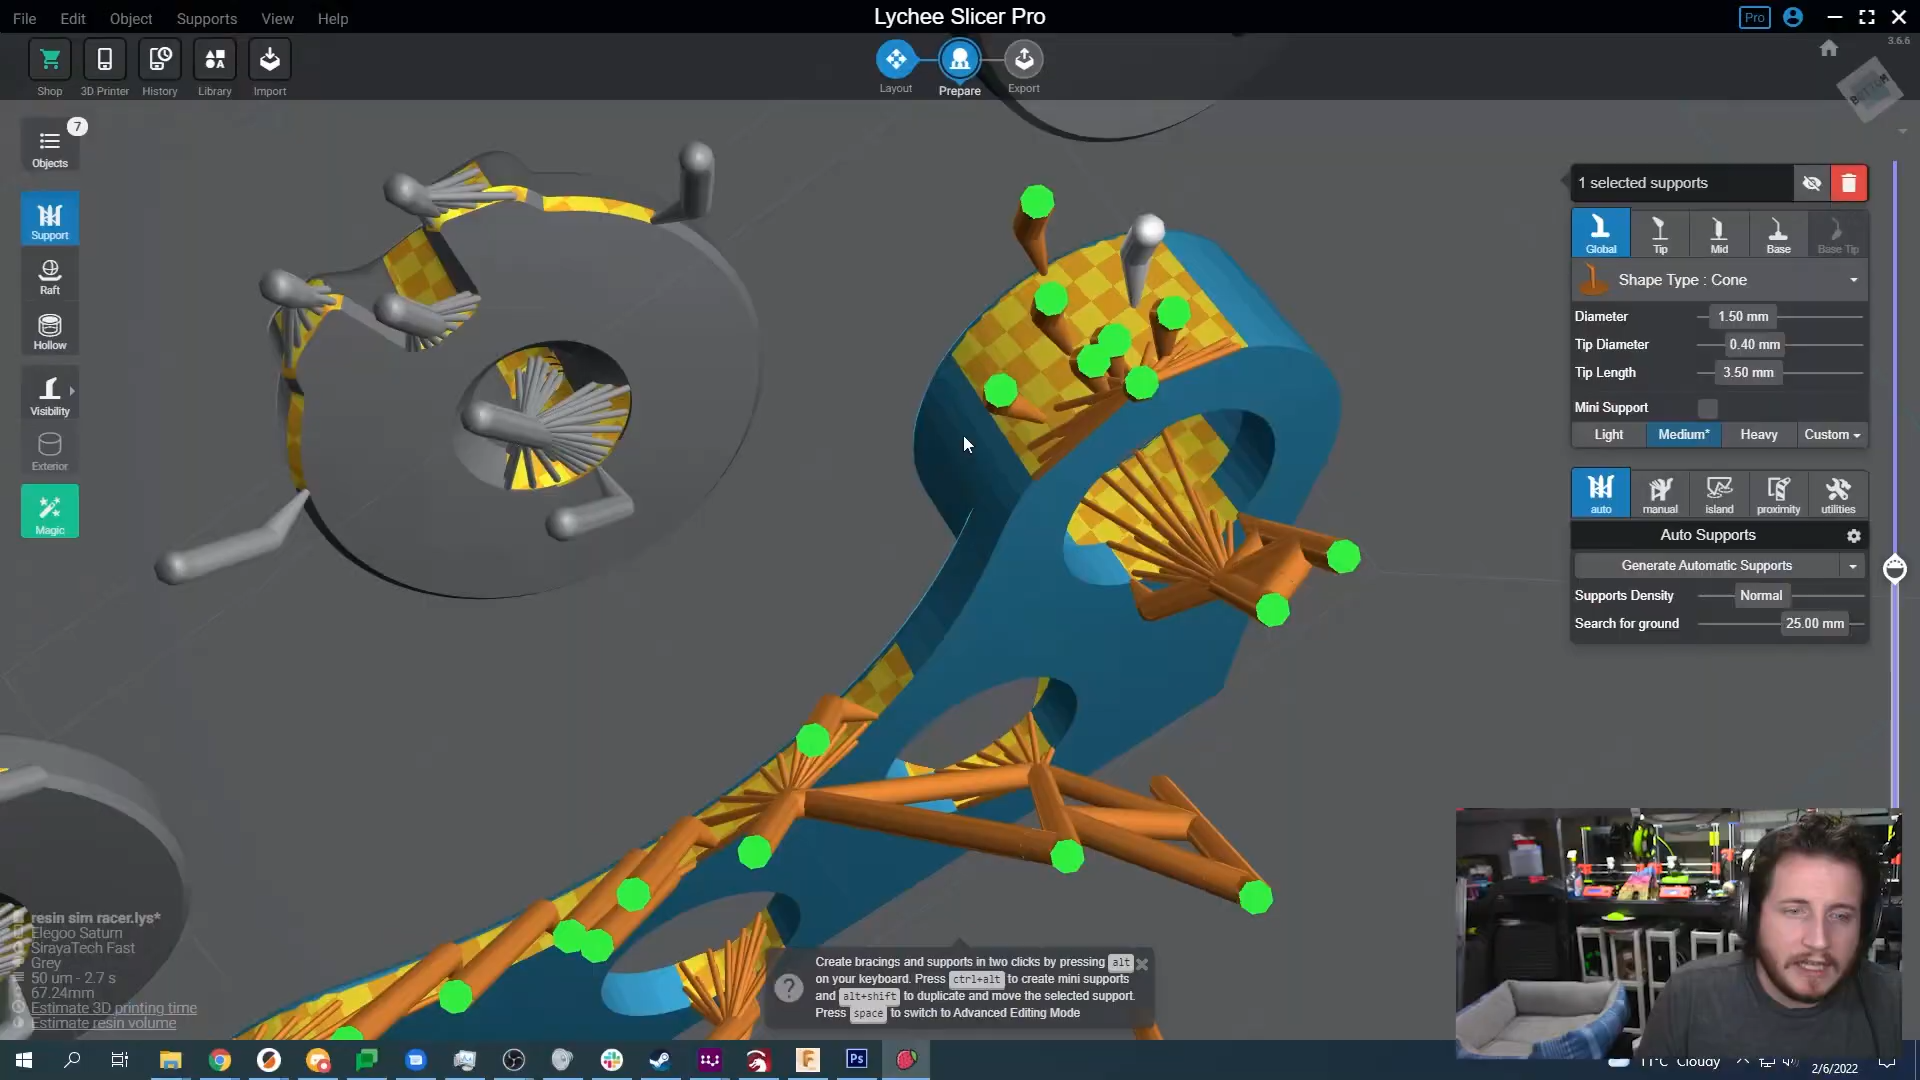 File Edit Object Supports View Help
Lychee Slicer Pro
Pro
3.6.6
Shop 3D Printer History Library Import
Layout Prepare Export
BOTTOM
7
Objects
Support
Raft
Hollow
Visibility
Exterior
Magic
1 selected supports
Global Tip Mid Base Base Tip
Shape Type : Cone
Diameter 1.50 mm
Tip Diameter 0.40 mm
Tip Length 3.50 mm
Mini Support
Light Medium* Heavy Custom
auto manual island proximity utilities
Auto Supports
Generate Automatic Supports
Supports Density Normal
Search for ground 25.00 mm
resin sim racer.lys*
Elegoo Saturn
SirayaTech Fast
Grey
50 um - 2.7 s
67.24mm
Estimate 3D printing time
Estimate resin volume
?
Create bracings and supports in two clicks by pressing alt
on your keyboard. Press ctrl+alt to create mini supports
and alt+shift to duplicate and move the selected support.
Press space to switch to Advanced Editing Mode
Ps
11°C Cloudy
2/6/2022